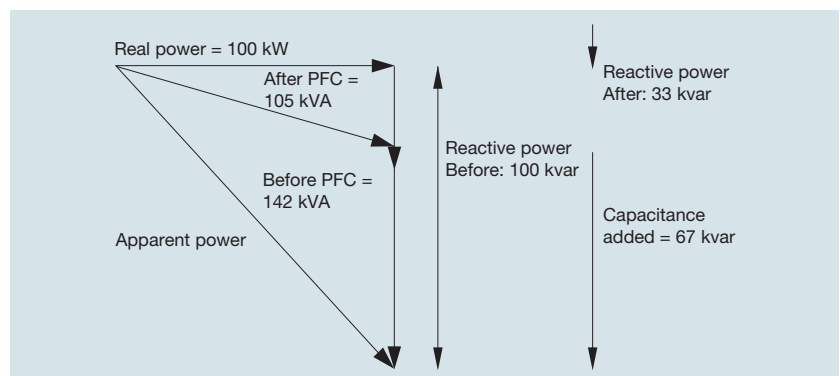 Real power = 100 kW
After PFC =
105 kVA
Before PFC =
142 kVA
Apparent power
Reactive power
Before: 100 kvar
Reactive power
After: 33 kvar
Capacitance
added = 67 kvar